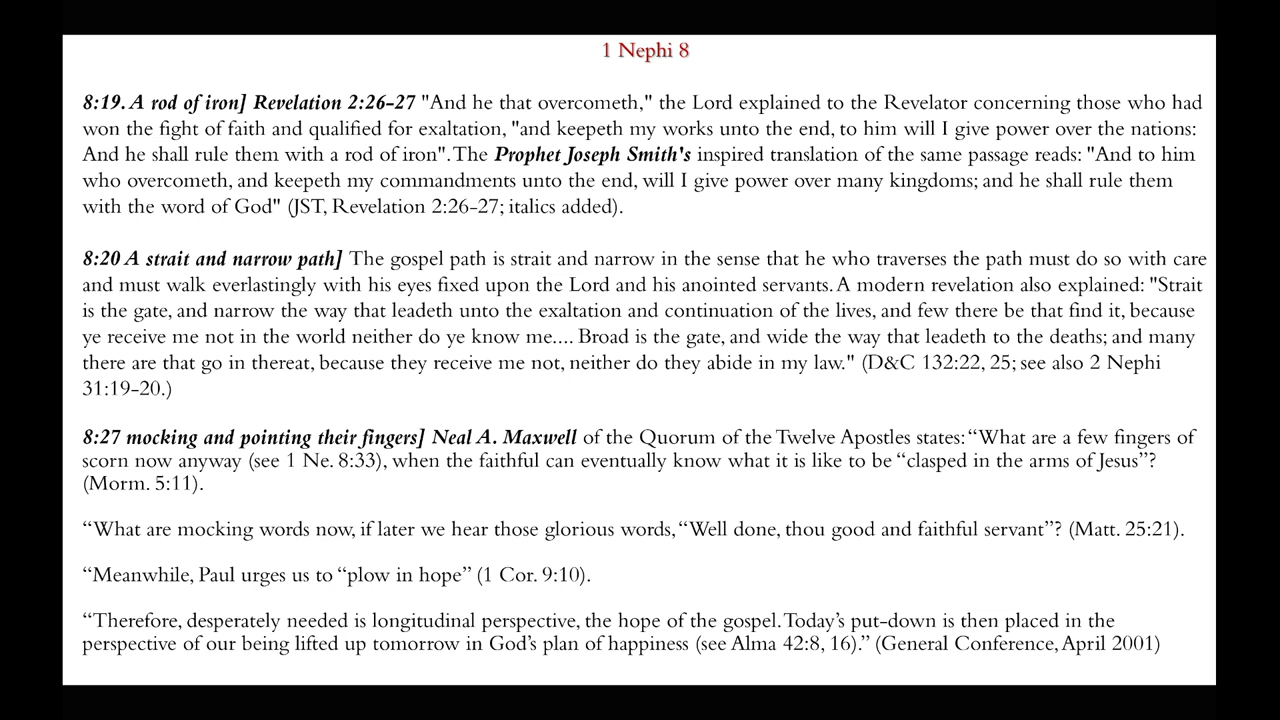 1 Nephi 8
8:19. A rod of iron] Revelation 2:26-27 "And he that overcometh," the Lord explained to the Revelator concerning those who had
won the fight of faith and qualified for exaltation, "and keepeth my works unto the end, to him will I give power over the nations:
And he shall rule them with a rod of iron". The Prophet Joseph Smith's inspired translation of the same passage reads: "And to him
who overcometh, and keepeth my commandments unto the end, will I give power over many kingdoms; and he shall rule them
with the word of God" (JST, Revelation 2:26-27; italics added).
8:20 A strait and narrow path] The gospel path is strait and narrow in the sense that he who traverses the path must do so with care
and must walk everlastingly with his eyes fixed upon the Lord and his anointed servants. A modern revelation also explained: "Strait
is the gate, and narrow the way that leadeth unto the exaltation and continuation of the lives, and few there be that find it, because
ye receive me not in the world neither do ye know me.... Broad is the gate, and wide the way that leadeth to the deaths; and many
there are that go in thereat, because they receive me not, neither do they abide in my law." (D&C 132:22, 25; see also 2 Nephi
31:19-20.)
8:27 mocking and pointing their fingers] Neal A. Maxwell of the Quorum of the Twelve Apostles states: “What are a few fingers of
scorn now anyway (see 1 Ne. 8:33), when the faithful can eventually know what it is like to be “clasped in the arms of Jesus”?
(Morm. 5:11).
“What are mocking words now, if later we hear those glorious words, “Well done, thou good and faithful servant”? (Matt. 25:21).
“Meanwhile, Paul urges us to “plow in hope” (1 Cor. 9:10).
“Therefore, desperately needed is longitudinal perspective, the hope of the gospel. Today’s put-down is then placed in the
perspective of our being lifted up tomorrow in God’s plan of happiness (see Alma 42:8, 16).” (General Conference, April 2001)